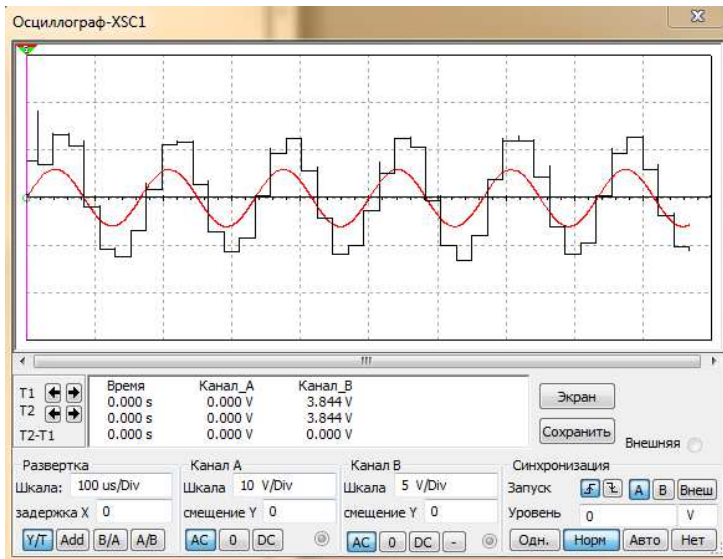 Осциллограф-XSC1
T1
T2
T2-T1
Время Канал_A Канал_B
0.000 s 0.000 V 3.844 V
0.000 s 0.000 V 3.844 V
0.000 s 0.000 V 0.000 V
Экран
Сохранить
Внешняя
Развертка
Шкала: 100 us/Div
задержка X 0
Y/T Add B/A A/B
Канал A
Шкала 10 V/Div
смещение Y 0
AC 0 DC
Канал B
Шкала 5 V/Div
смещение Y 0
AC 0 DC -
Синхронизация
Запуск A B Внеш
Уровень 0 V
Одн. Норм Авто Нет